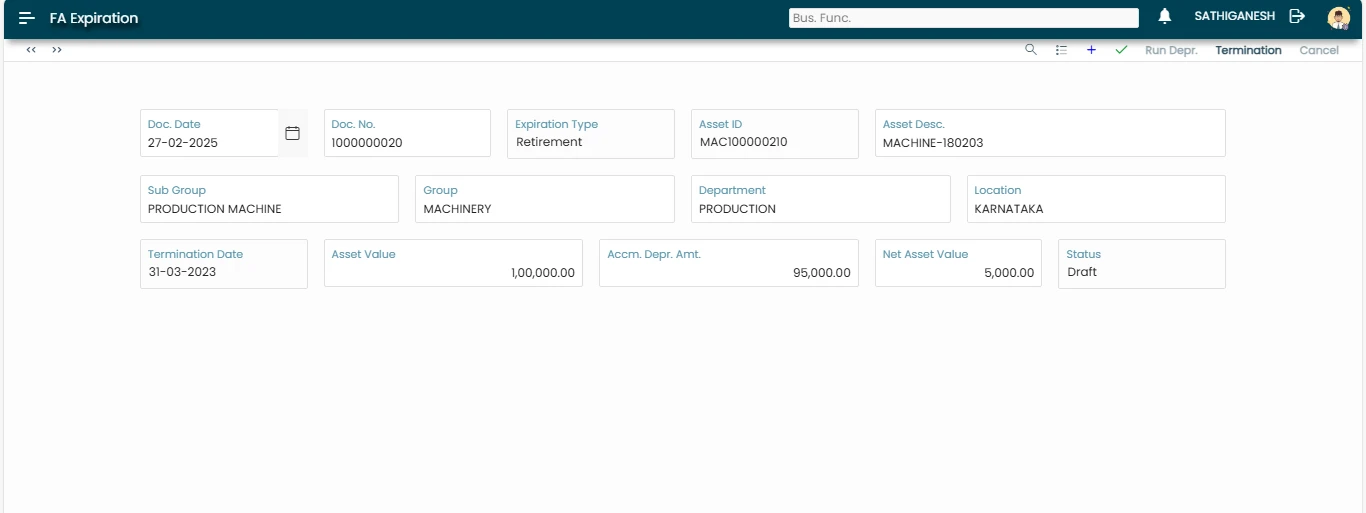 FA Expiration
Bus. Func.
SATHIGANESH
Run Depr. Termination Cancel
Doc. Date Doc. No. Expiration Type Asset ID Asset Desc.
27-02-2025 1000000020 Retirement MAC100000210 MACHINE-180203
Sub Group Group Department Location
PRODUCTION MACHINE MACHINERY PRODUCTION KARNATAKA
Termination Date Asset Value Accm. Depr. Amt. Net Asset Value Status
31-03-2023 1,00,000.00 95,000.00 5,000.00 Draft